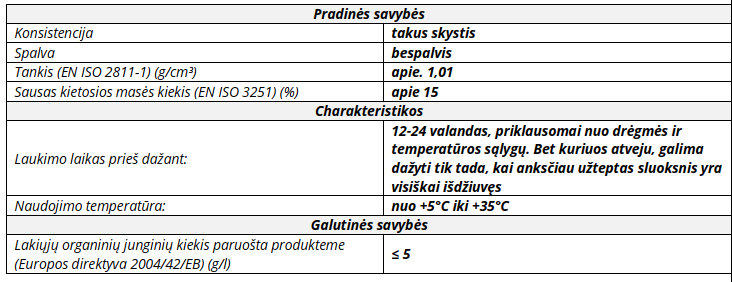 Pradinės savybės
Konsistencija takus skystis
Spalva bespalvis
Tankis (EN ISO 2811-1) (g/cm³) apie. 1,01
Sausas kietosios masės kiekis (EN ISO 3251) (%) apie 15
Charakteristikos
Laukimo laikas prieš dažant:
12-24 valandas, priklausomai nuo drėgmės ir
temperatūros sąlygų. Bet kuriuos atveju, galima
dažyti tik tada, kai anksčiau užteptas sluoksnis yra
visiškai išdžiuvęs
Naudojimo temperatūra: nuo +5°C iki +35°C
Galutinės savybės
Lakiųjų organinių junginių kiekis paruošta produkteme
(Europos direktyva 2004/42/EB) (g/l)
≤ 5